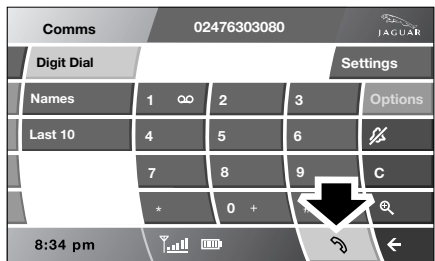 Comms 02476303080 JAGUAR
Digit Dial Settings
Names 1 2 3 Options
Last 10 4 5 6
7 8 9 C
* 0 + #
8:34 pm